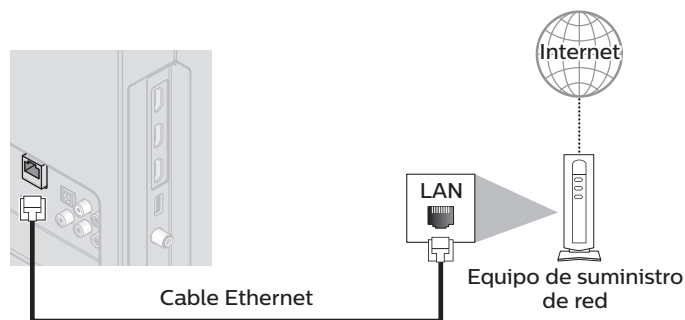 Internet
LAN
Cable Ethernet
Equipo de suministro
de red